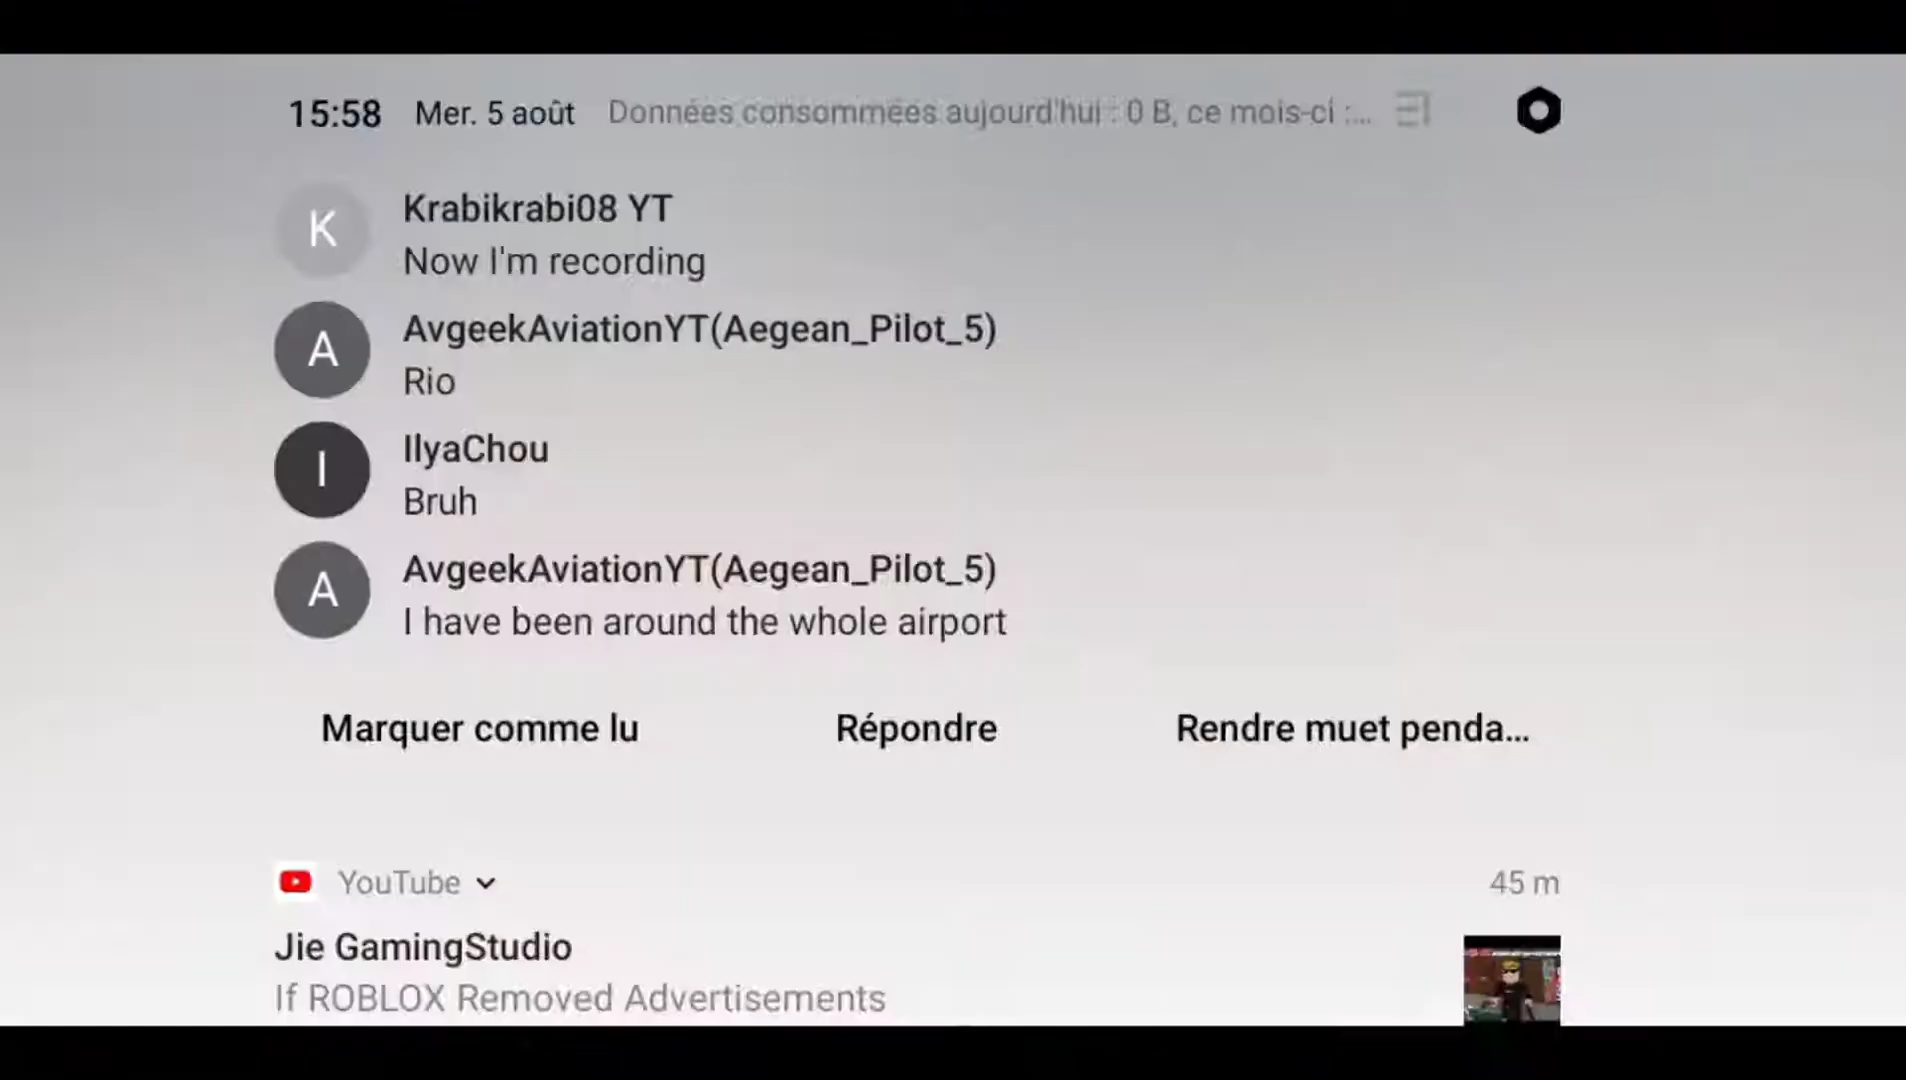 15:58 Mer. 5 août Données consommées aujourd'hui : 0 B, ce mois-ci :...
K
Krabikrabi08 YT
Now I'm recording
A
AvgeekAviationYT(Aegean_Pilot_5)
Rio
I
IlyaChou
Bruh
A
AvgeekAviationYT(Aegean_Pilot_5)
I have been around the whole airport
Marquer comme lu Répondre Rendre muet penda...
YouTube 45 m
Jie GamingStudio
If ROBLOX Removed Advertisements